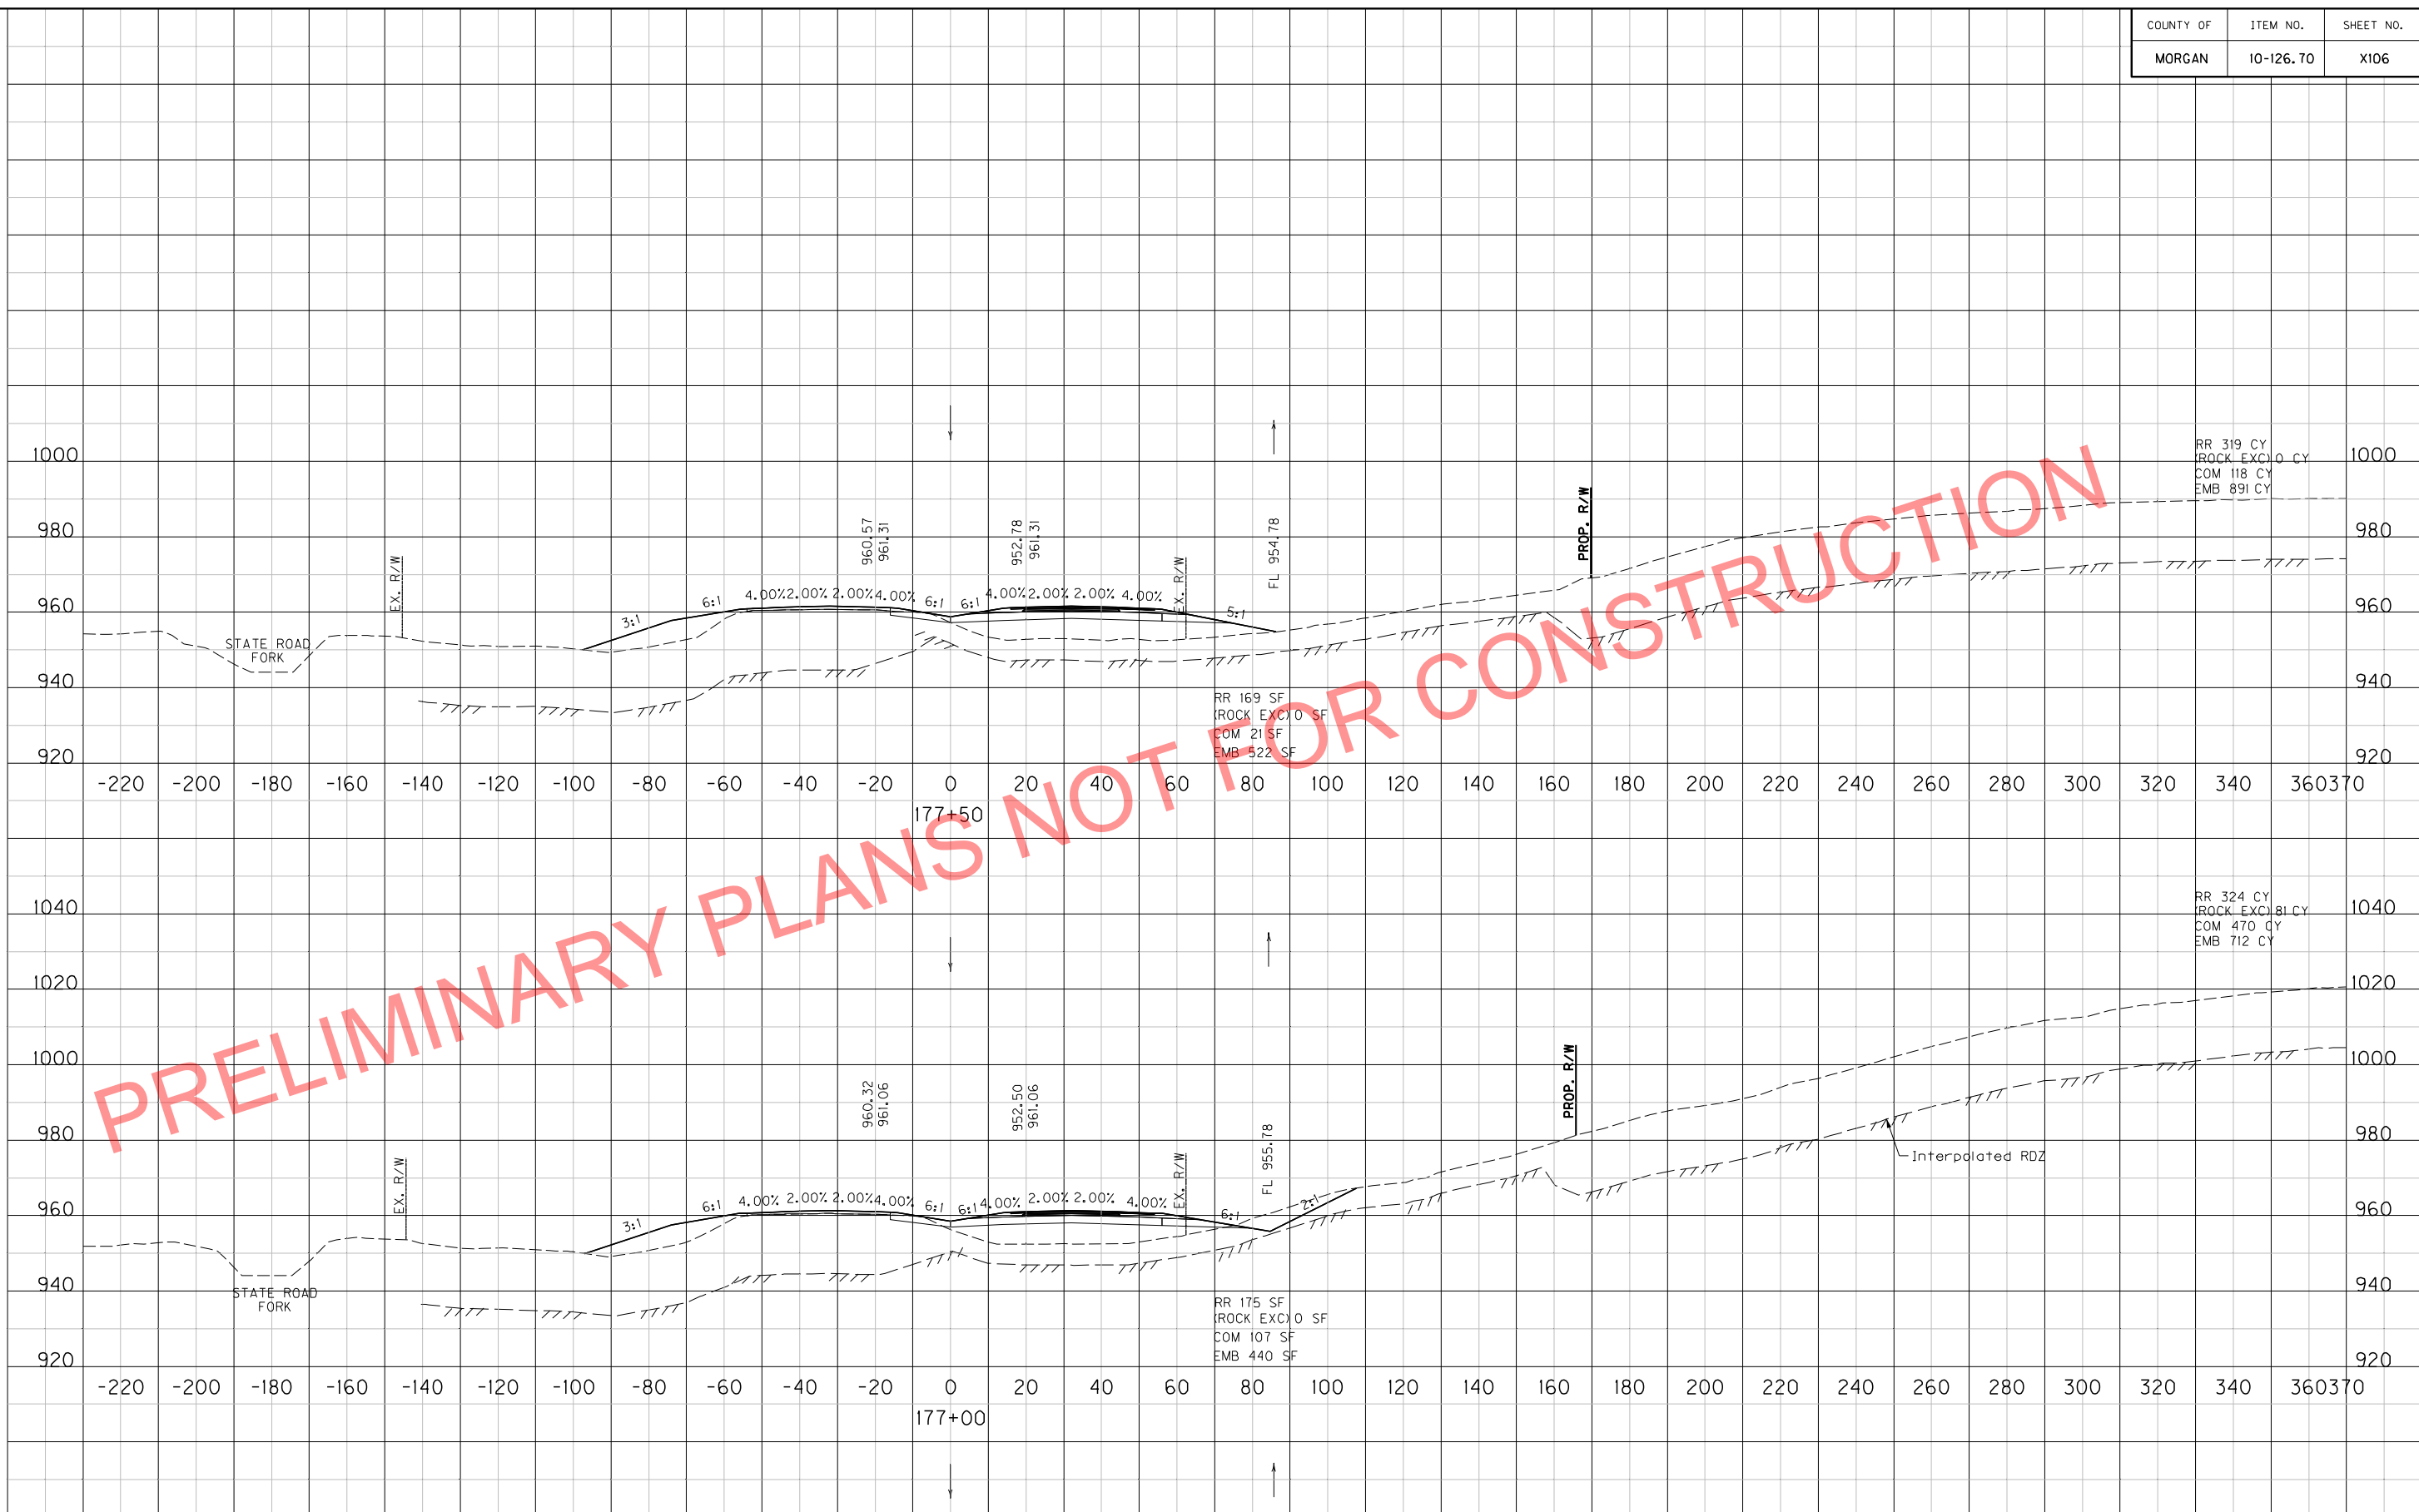 COUNTY OF ITEM NO. SHEET NO.
MORGAN 10-126.70 X106
RR 319 CY
(ROCK EXC) 0 CY
COM 118 CY
EMB 891 CY
1000 1000
980 980
960 960
940 940
920 920
EX. R/W
960.57
961.31
952.78
961.31
EX. R/W
FL 954.78
PROP. R/W
3:1 6:1 4.00% 2.00% 2.00% 4.00% 6:1 6:1 4.00% 2.00% 2.00% 4.00% 5:1
STATE ROAD
FORK
RR 169 SF
(ROCK EXC) 0 SF
COM 21 SF
EMB 522 SF
-220 -200 -180 -160 -140 -120 -100 -80 -60 -40 -20 0 20 40 60 80 100 120 140 160 180 200 220 240 260 280 300 320 340 360 370
177+50
PRELIMINARY PLANS NOT FOR CONSTRUCTION
RR 324 CY
(ROCK EXC) 81 CY
COM 470 CY
EMB 712 CY
1040 1040
1020 1020
1000 1000
980 980
960 960
940 940
920 920
EX. R/W
960.32
961.06
952.50
961.06
EX. R/W
FL 955.78
PROP. R/W
Interpolated RDZ
3:1 6:1 4.00% 2.00% 2.00% 4.00% 6:1 6:1 4.00% 2.00% 2.00% 4.00% 6:1 2:1
STATE ROAD
FORK
RR 175 SF
(ROCK EXC) 0 SF
COM 107 SF
EMB 440 SF
-220 -200 -180 -160 -140 -120 -100 -80 -60 -40 -20 0 20 40 60 80 100 120 140 160 180 200 220 240 260 280 300 320 340 360 370
177+00